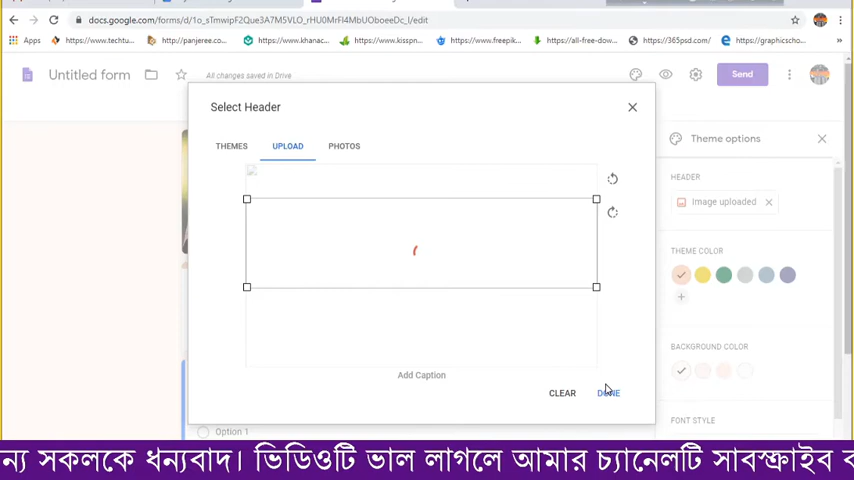 docs.google.com/forms/d/1o_sTmwipF2Que3A7M5VLO_rHU0MrFl4MbUOboeeDc_I/edit
Apps
https://www.techtu...
http://panjeree.co...
https://www.khanac...
https://www.kisspn...
https://www.freepik...
https://all-free-dow...
https://365psd.com/
https://graphicscho...
Untitled form
All changes saved in Drive
Send
Select Header
Theme options
THEMES
UPLOAD
PHOTOS
HEADER
Image uploaded
THEME COLOR
BACKGROUND COLOR
Add Caption
CLEAR
DONE
FONT STYLE
Option 1
ন্য সকলকে ধন্যবাদ। ভিডিওটি ভাল লাগলে আমার চ্যানেলটি সাবস্ক্রাইব ব